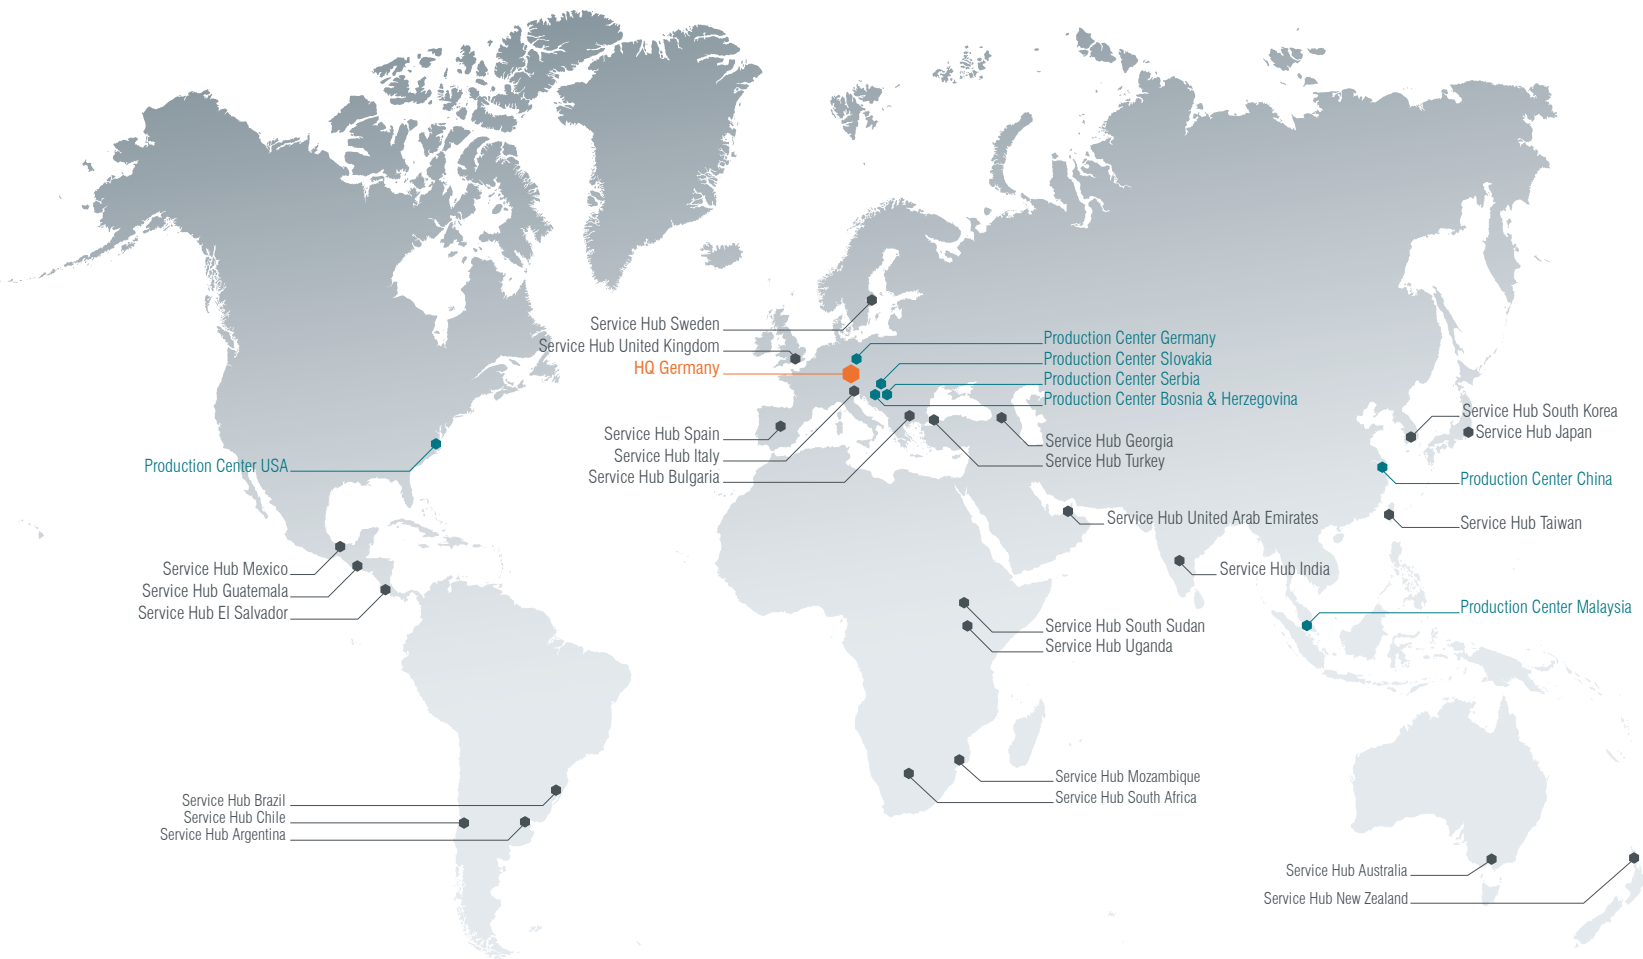 Service Hub Sweden
Service Hub United Kingdom
HQ Germany
Production Center Germany
Production Center Slovakia
Production Center Serbia
Production Center Bosnia & Herzegovina
Service Hub Spain
Service Hub Italy
Service Hub Bulgaria
Service Hub Georgia
Service Hub Turkey
Service Hub South Korea
Service Hub Japan
Production Center USA
Production Center China
Service Hub United Arab Emirates
Service Hub Taiwan
Service Hub Mexico
Service Hub Guatemala
Service Hub El Salvador
Service Hub India
Production Center Malaysia
Service Hub South Sudan
Service Hub Uganda
Service Hub Mozambique
Service Hub South Africa
Service Hub Brazil
Service Hub Chile
Service Hub Argentina
Service Hub Australia
Service Hub New Zealand